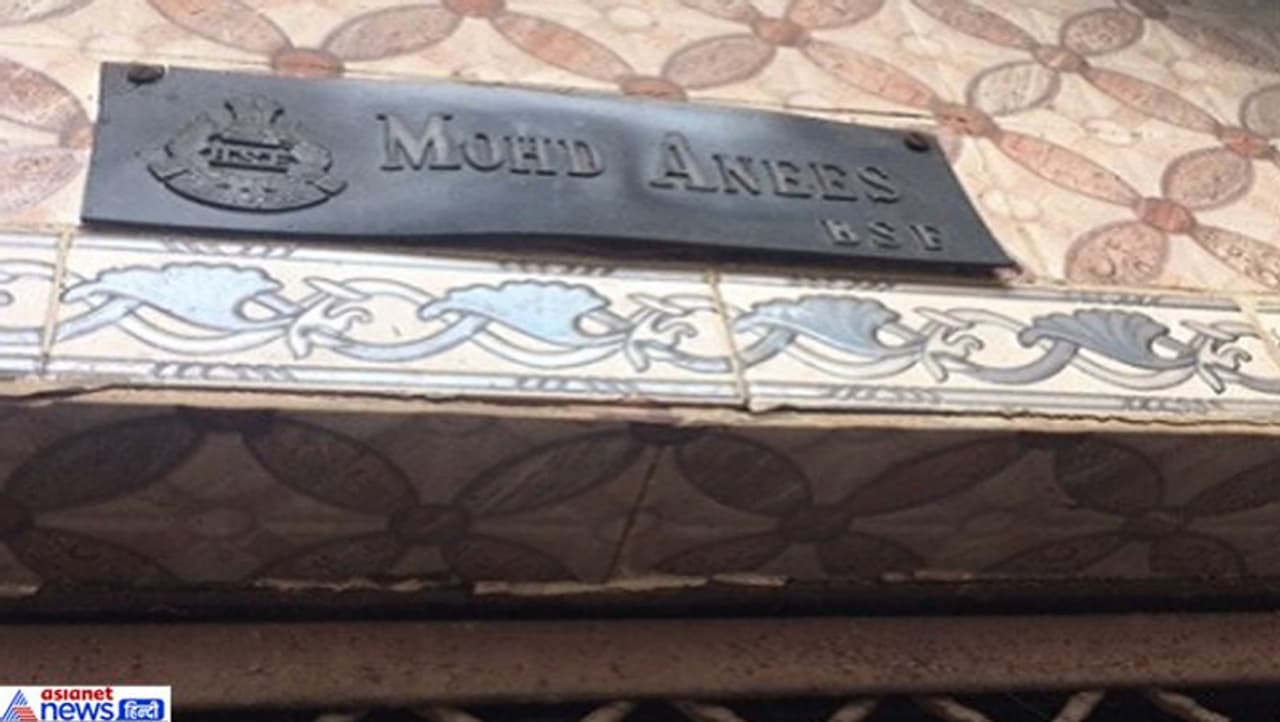 BSF
MOHD ANEES
BSF
asianet
news हिन्दी